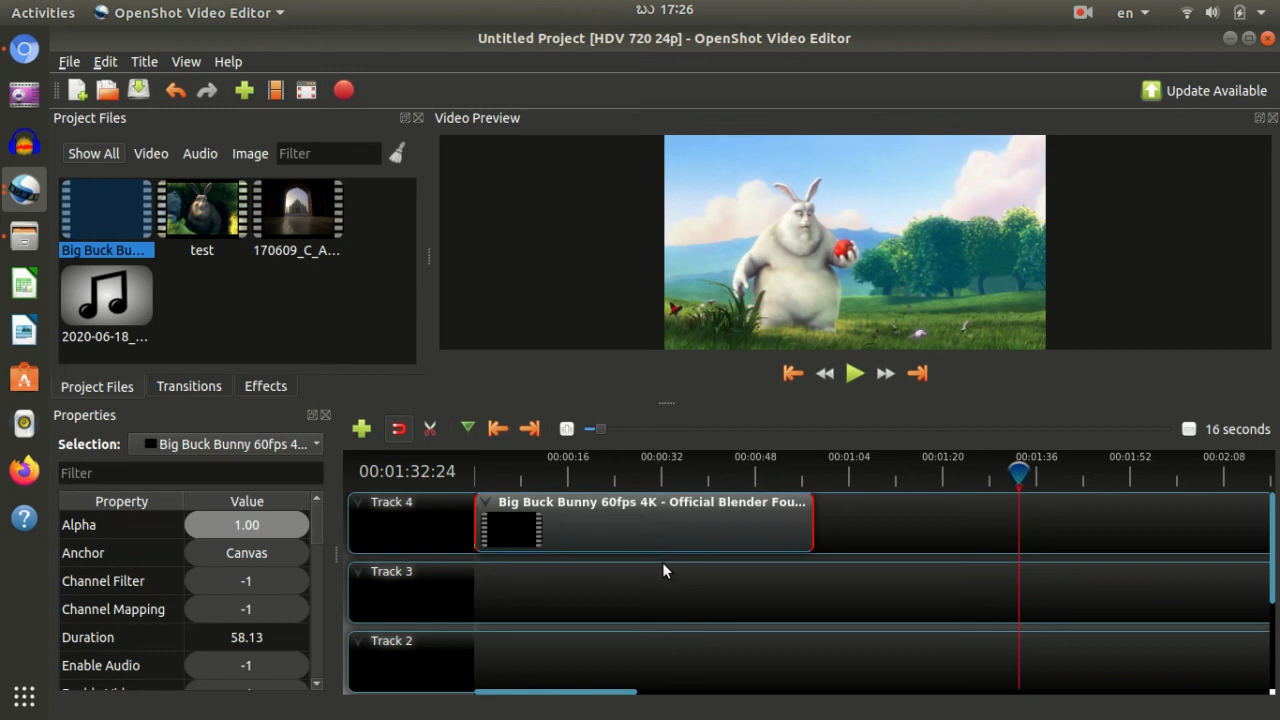 Activities OpenShot Video Editor ව౭ 17:26 en
Untitled Project [HDV 720 24p] - OpenShot Video Editor
File Edit Title View Help
Update Available
Project Files
Video Preview
Show All Video Audio Image Filter
Big Buck Bu... test 170609_C_A...
2020-06-18_...
Project Files Transitions Effects
Properties
Selection: Big Buck Bunny 60fps 4...
16 seconds
Filter
00:01:32:24
00:00:16 00:00:32 00:00:48 00:01:04 00:01:20 00:01:36 00:01:52 00:02:08
Property Value
Alpha 1.00
Anchor Canvas
Channel Filter -1
Channel Mapping -1
Duration 58.13
Enable Audio -1
Track 4
Big Buck Bunny 60fps 4K - Official Blender Fou...
Track 3
Track 2